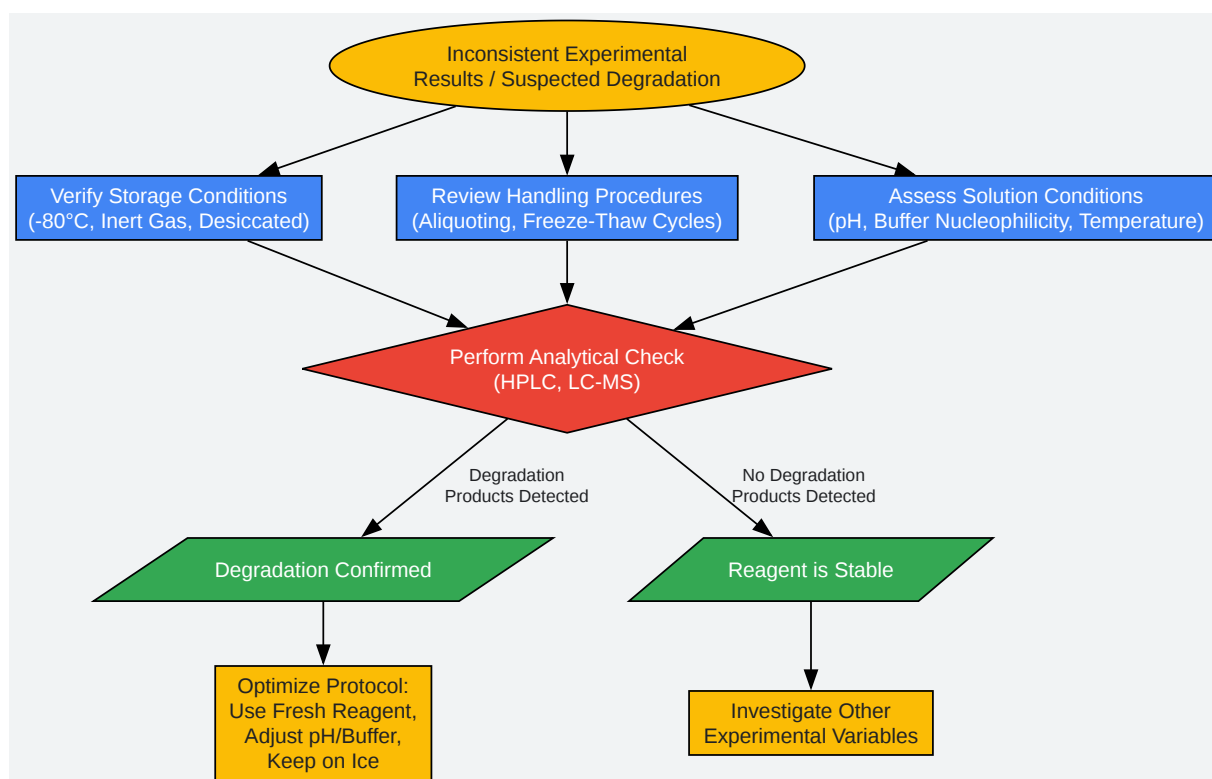 Inconsistent Experimental
Results / Suspected Degradation
Verify Storage Conditions
(-80°C, Inert Gas, Desiccated)
Review Handling Procedures
(Aliquoting, Freeze-Thaw Cycles)
Assess Solution Conditions
(pH, Buffer Nucleophilicity, Temperature)
Perform Analytical Check
(HPLC, LC-MS)
Degradation
Products Detected
No Degradation
Products Detected
Degradation Confirmed
Reagent is Stable
Optimize Protocol:
Use Fresh Reagent,
Adjust pH/Buffer,
Keep on Ice
Investigate Other
Experimental Variables